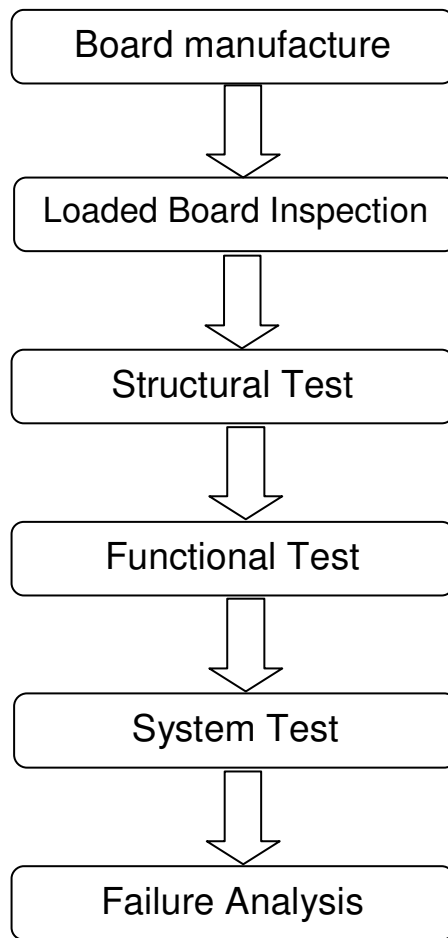 Board manufacture
Loaded Board Inspection
Structural Test
Functional Test
System Test
Failure Analysis